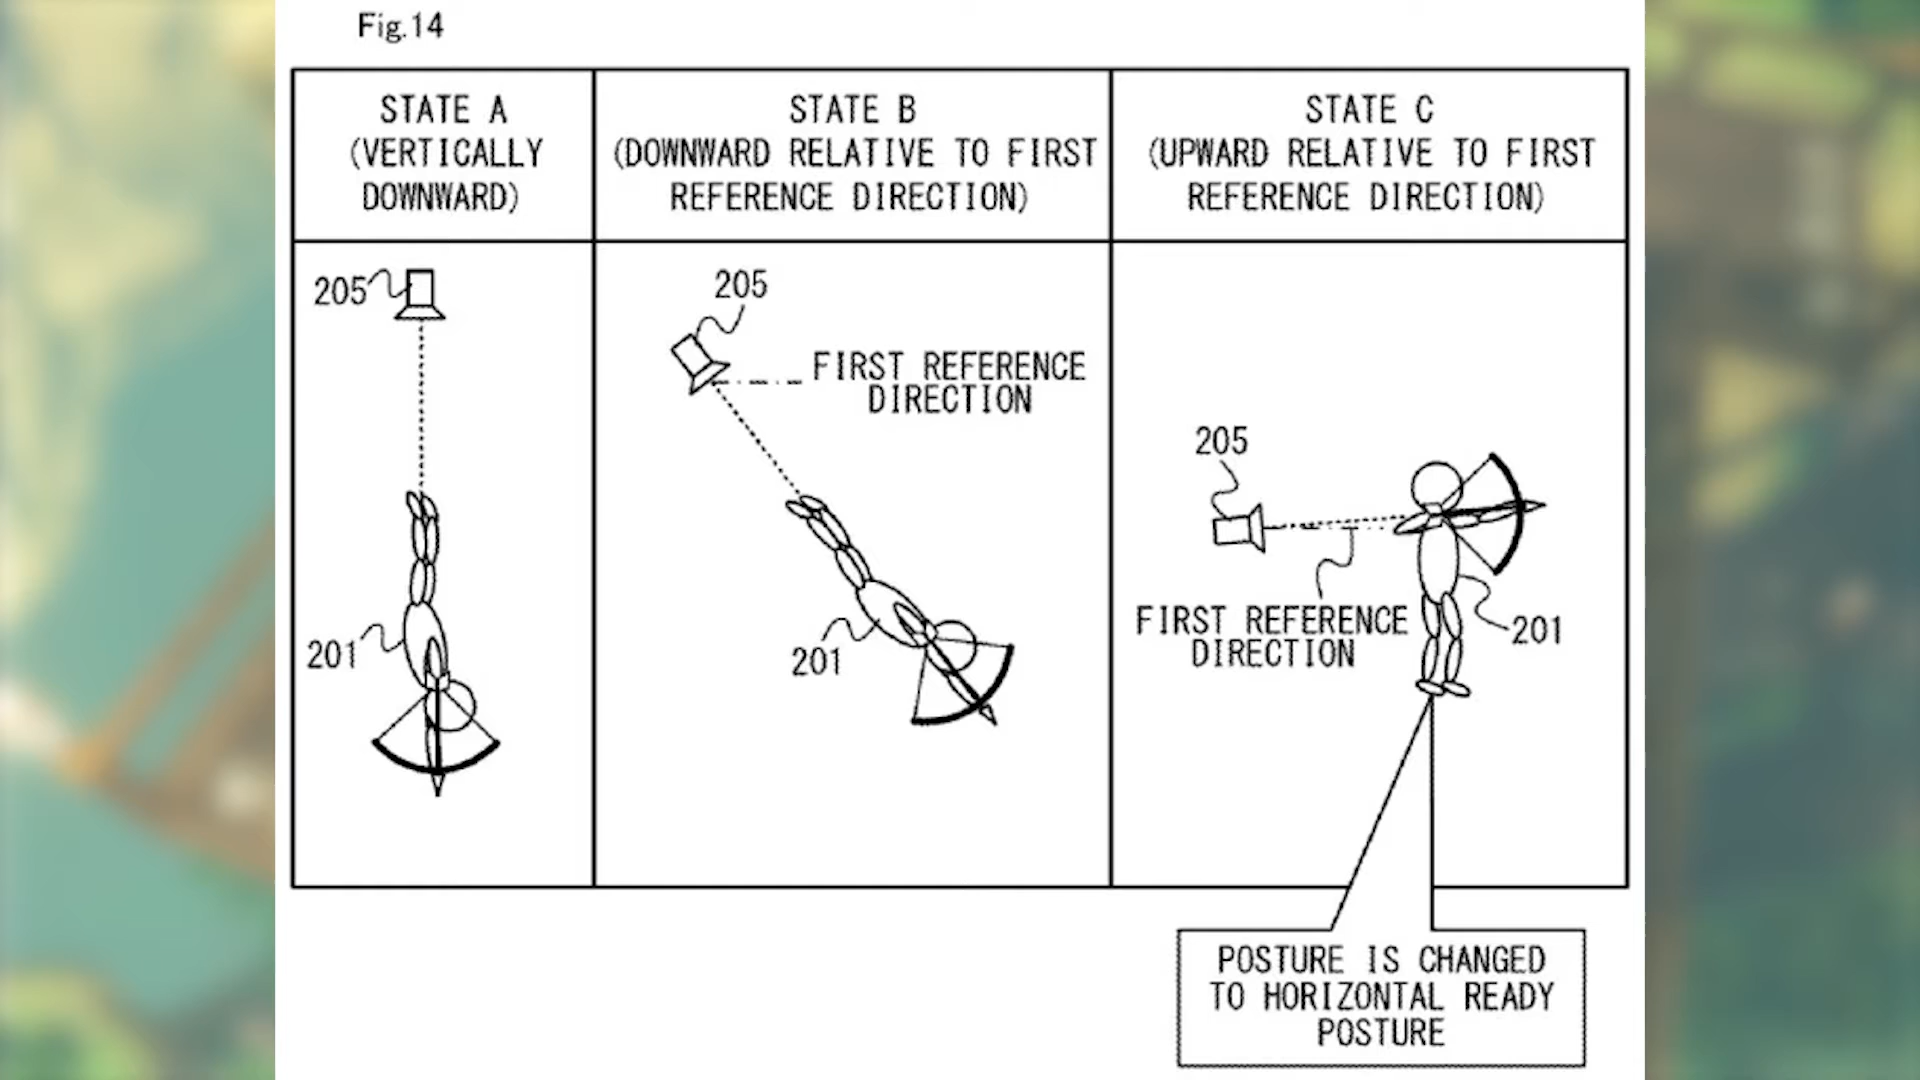 Fig.14
STATE A
(VERTICALLY
DOWNWARD)
STATE B
(DOWNWARD RELATIVE TO FIRST
REFERENCE DIRECTION)
STATE C
(UPWARD RELATIVE TO FIRST
REFERENCE DIRECTION)
205
201
205
FIRST REFERENCE
DIRECTION
201
205
FIRST REFERENCE
DIRECTION
201
POSTURE IS CHANGED
TO HORIZONTAL READY
POSTURE